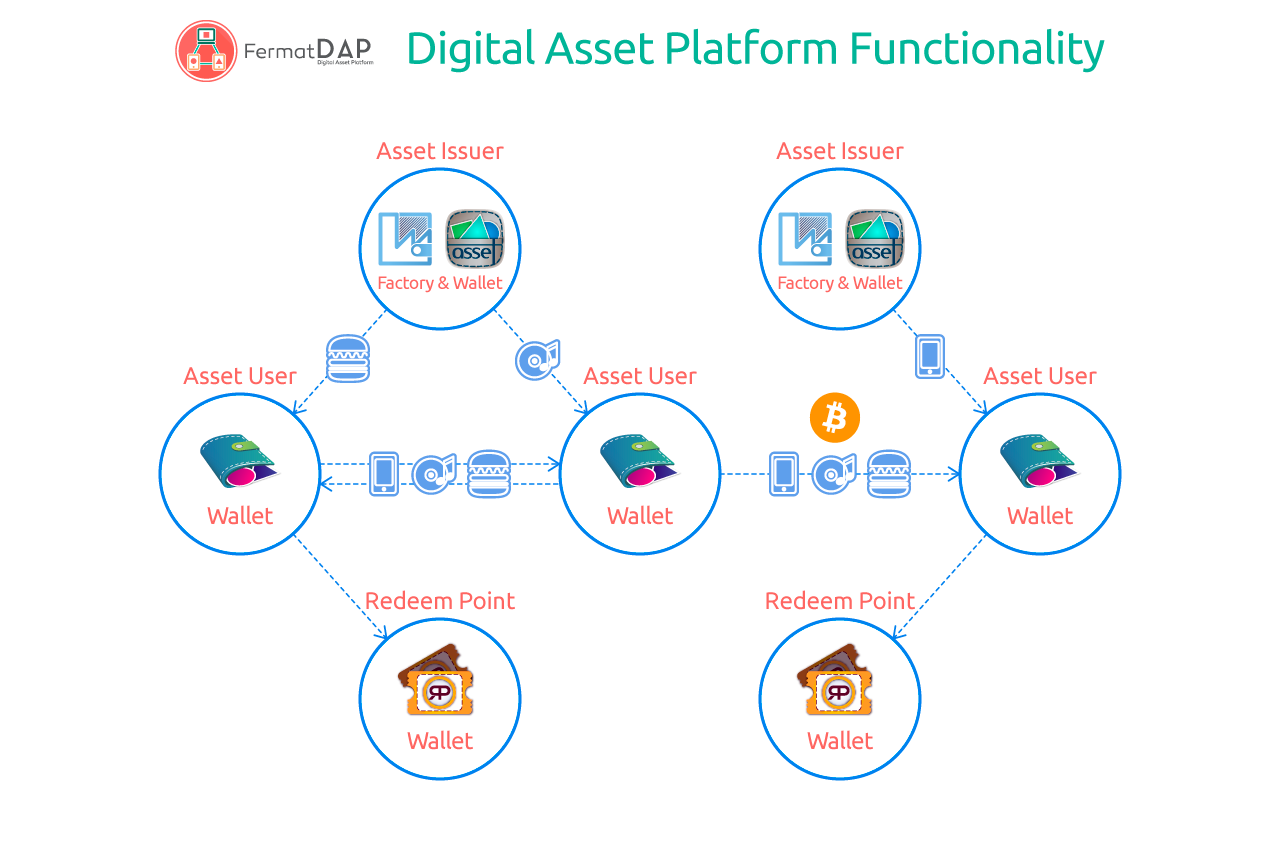 FermatDAP
Digital Asset Platform
Digital Asset Platform Functionality
Asset Issuer
Asset Issuer
asset
asset
Factory & Wallet
Factory & Wallet
Asset User
Asset User
Asset User
Wallet
Wallet
Wallet
Redeem Point
Redeem Point
RP
RP
Wallet
Wallet